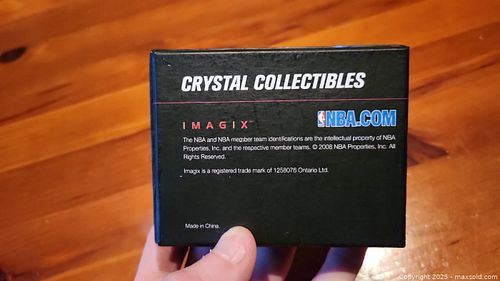 CRYSTAL COLLECTIBLES
IMAGIX
NBA.COM
The NBA and NBA member team identifications are the intellectual property of NBA
Properties, Inc. and the respective member teams. © 2008 NBA Properties, Inc. All
Rights Reserved.
Imagix is a registered trade mark of 1258076 Ontario Ltd.
Made in China.
© Copyright 2025 - maxsold.com